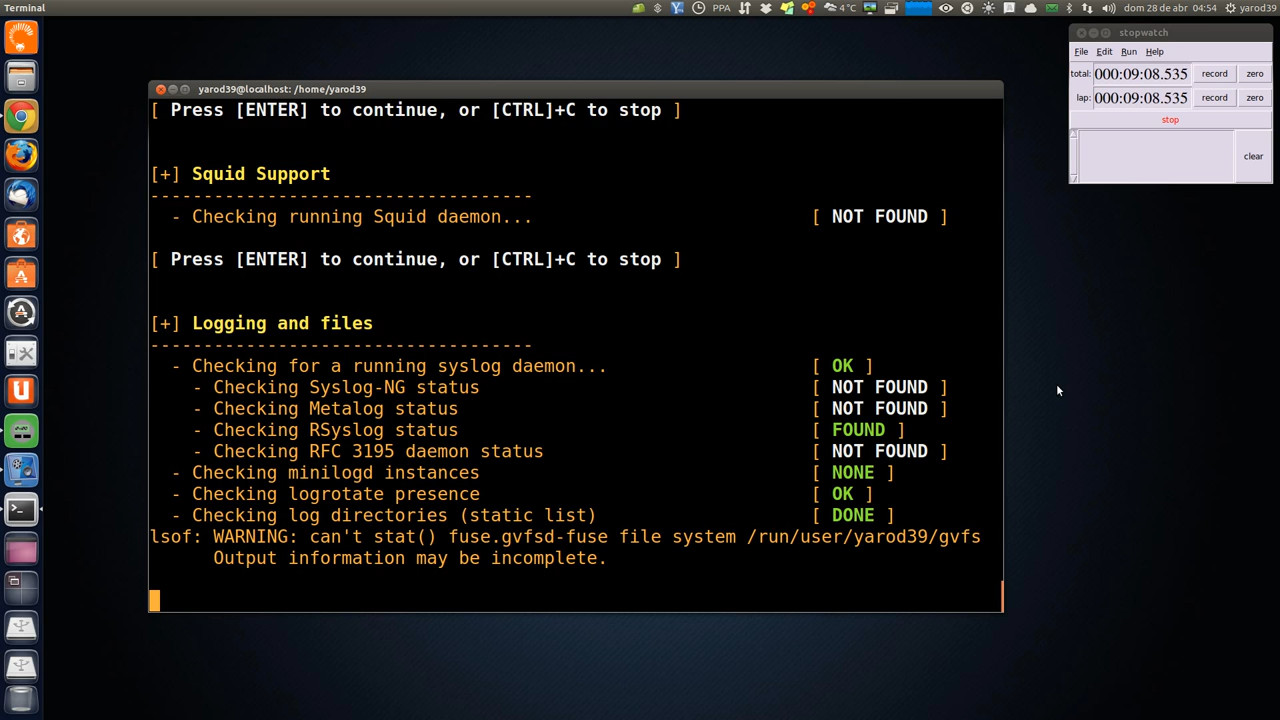 Terminal
PPA
4°C
dom 28 de abr 04:54
yarod39
stopwatch
File Edit Run Help
total: 000:09:08.535 record zero
lap: 000:09:08.535 record zero
stop
clear
yarod39@localhost: /home/yarod39
[ Press [ENTER] to continue, or [CTRL]+C to stop ]
[+] Squid Support
------------------------------------
- Checking running Squid daemon... [ NOT FOUND ]
[ Press [ENTER] to continue, or [CTRL]+C to stop ]
[+] Logging and files
------------------------------------
- Checking for a running syslog daemon... [ OK ]
- Checking Syslog-NG status [ NOT FOUND ]
- Checking Metalog status [ NOT FOUND ]
- Checking RSyslog status [ FOUND ]
- Checking RFC 3195 daemon status [ NOT FOUND ]
- Checking minilogd instances [ NONE ]
- Checking logrotate presence [ OK ]
- Checking log directories (static list) [ DONE ]
lsof: WARNING: can't stat() fuse.gvfsd-fuse file system /run/user/yarod39/gvfs
Output information may be incomplete.